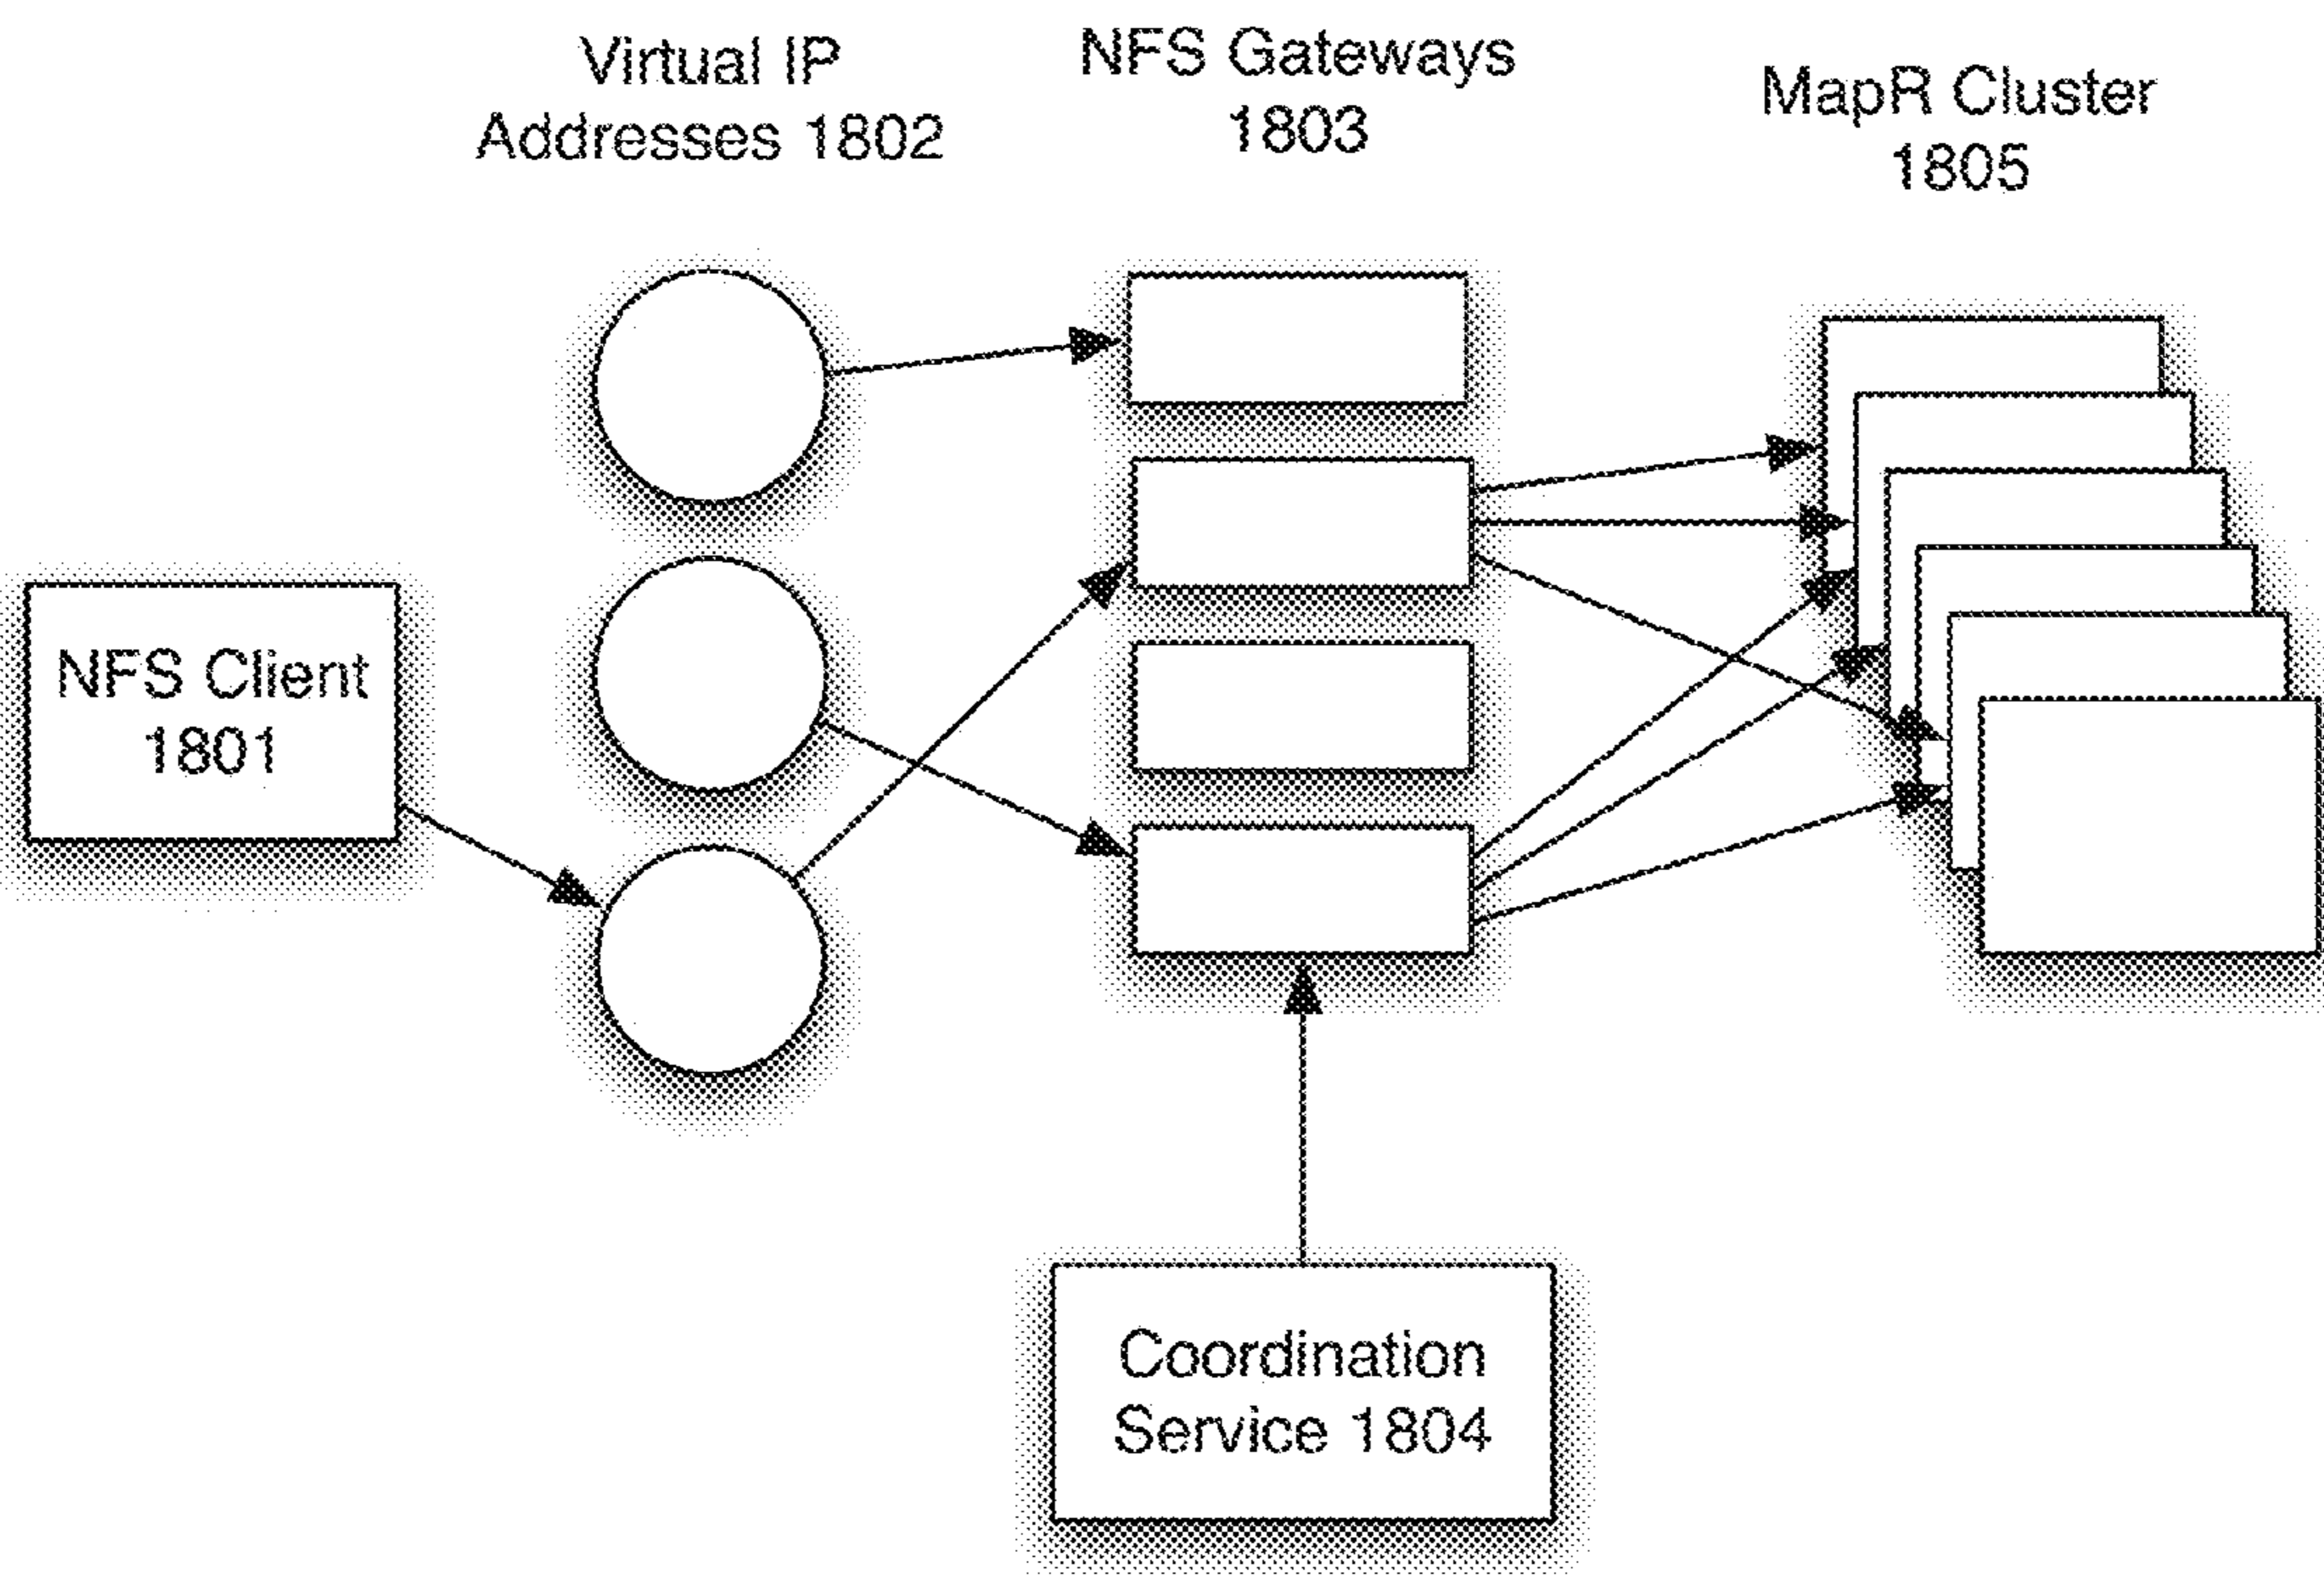 Virtual IP
Addresses 1802
NFS Gateways
1803
MapR Cluster
1805
NFS Client
1801
Coordination
Service 1804